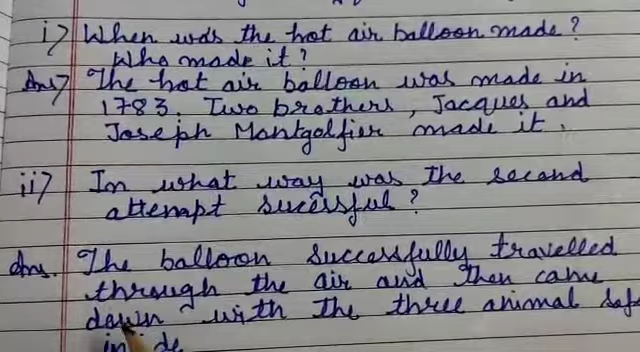 i) When was the hot air balloon made?
Who made it?
Ans) The hot air balloon was made in
1783. Two brothers, Jacques and
Joseph Mantgolfier made it.
ii) In what way was the second
attempt sucessful?
Ans. The balloon successfully travelled
through the air and then came
down with the three animal safe